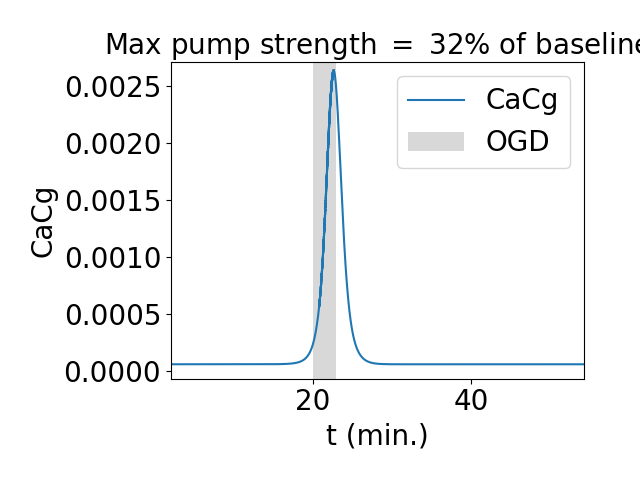 Max pump strength = 32% of baseline
0.0025
0.0020
0.0015
0.0010
0.0005
0.0000
CaCg
CaCg
OGD
20 40
t (min.)